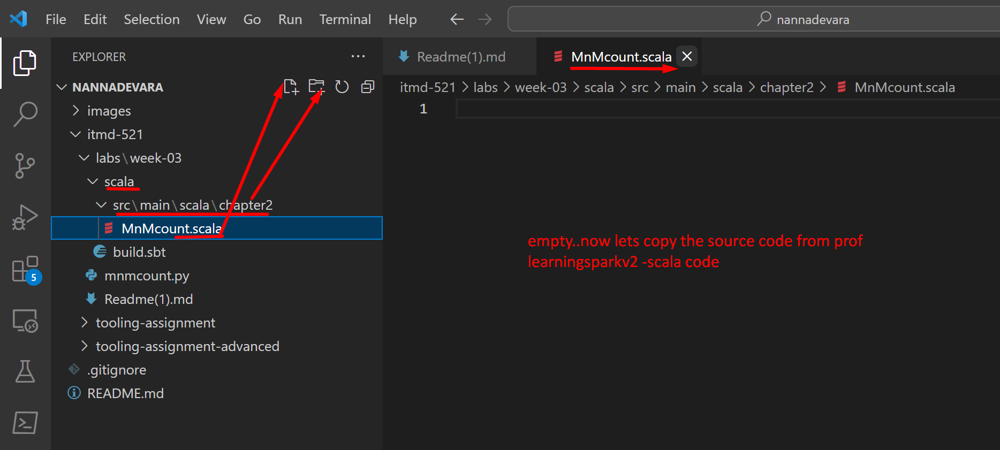 File Edit Selection View Go Run Terminal Help nannadevara
EXPLORER
Readme(1).md MnMcount.scala
NANNADEVARA
itmd-521 > labs > week-03 > scala > src > main > scala > chapter2 > MnMcount.scala
1
images
itmd-521
labs\week-03
scala
src\main\scala\chapter2
MnMcount.scala
build.sbt
mnmcount.py
Readme(1).md
tooling-assignment
tooling-assignment-advanced
.gitignore
README.md
5
empty..now lets copy the source code from prof
learningsparkv2 -scala code